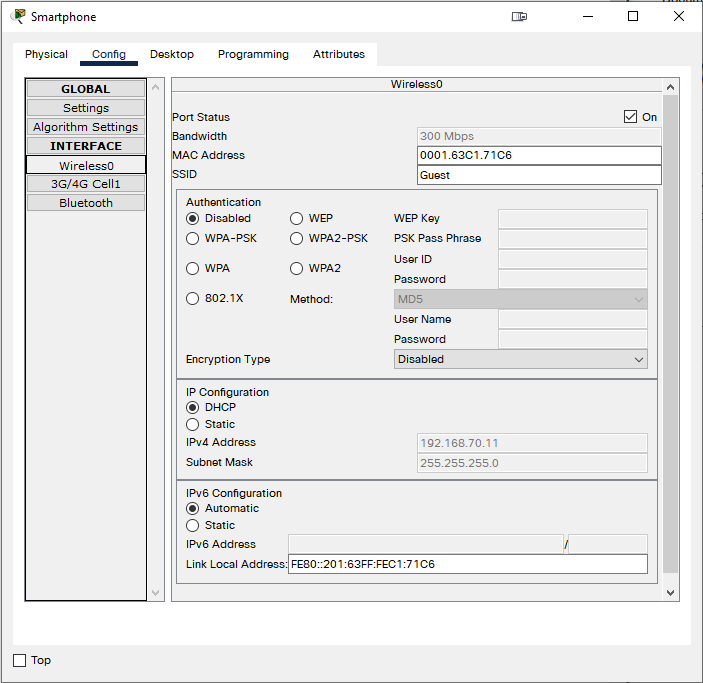 Smartphone
Physical Config Desktop Programming Attributes
GLOBAL
Settings
Algorithm Settings
INTERFACE
Wireless0
3G/4G Cell1
Bluetooth
Wireless0
Port Status On
Bandwidth 300 Mbps
MAC Address 0001.63C1.71C6
SSID Guest
Authentication
Disabled WEP WEP Key
WPA-PSK WPA2-PSK PSK Pass Phrase
User ID
WPA WPA2 Password
802.1X Method: MD5
User Name
Password
Encryption Type Disabled
IP Configuration
DHCP
Static
IPv4 Address 192.168.70.11
Subnet Mask 255.255.255.0
IPv6 Configuration
Automatic
Static
IPv6 Address /
Link Local Address: FE80::201:63FF:FEC1:71C6
Top